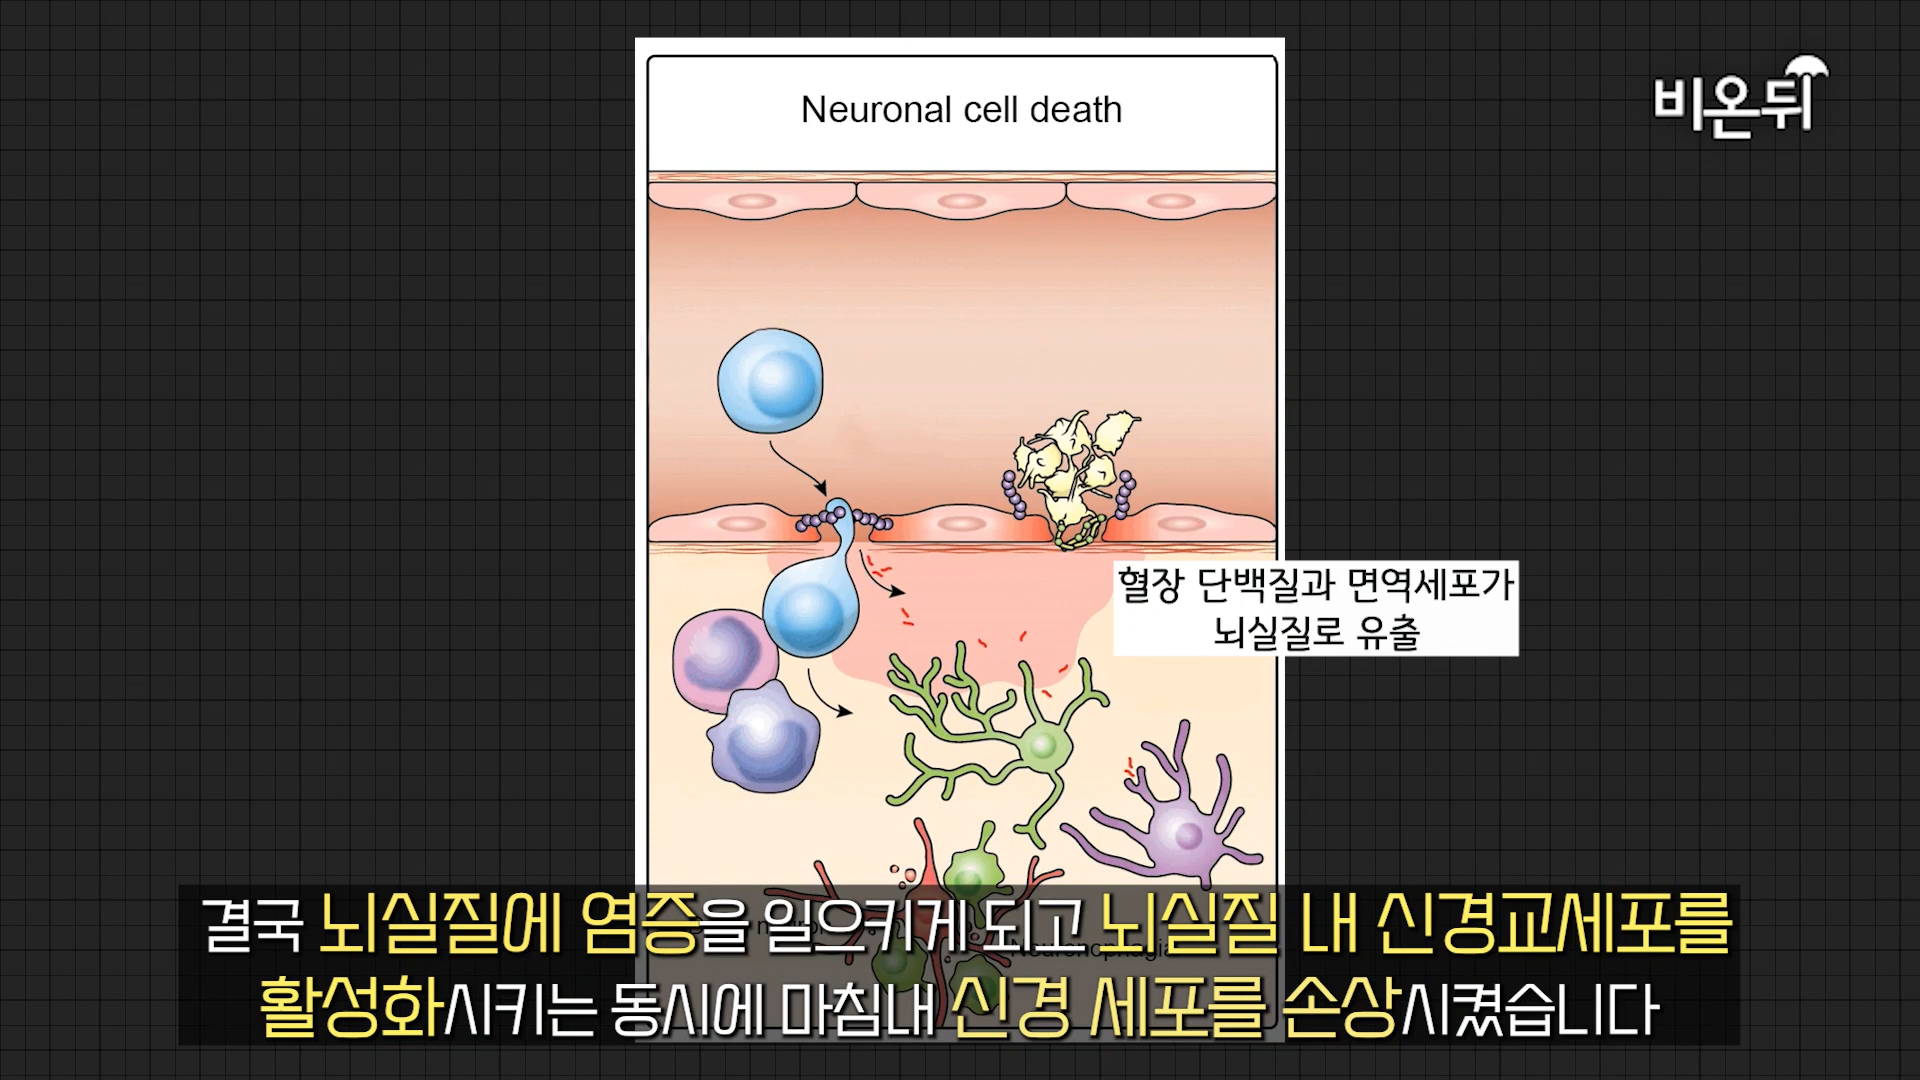 Neuronal cell death
비온뒤
혈장 단백질과 면역세포가
뇌실질로 유출
Neuronophagia
결국 뇌실질에 염증을 일으키게 되고 뇌실질 내 신경교세포를
활성화시키는 동시에 마침내 신경 세포를 손상시켰습니다